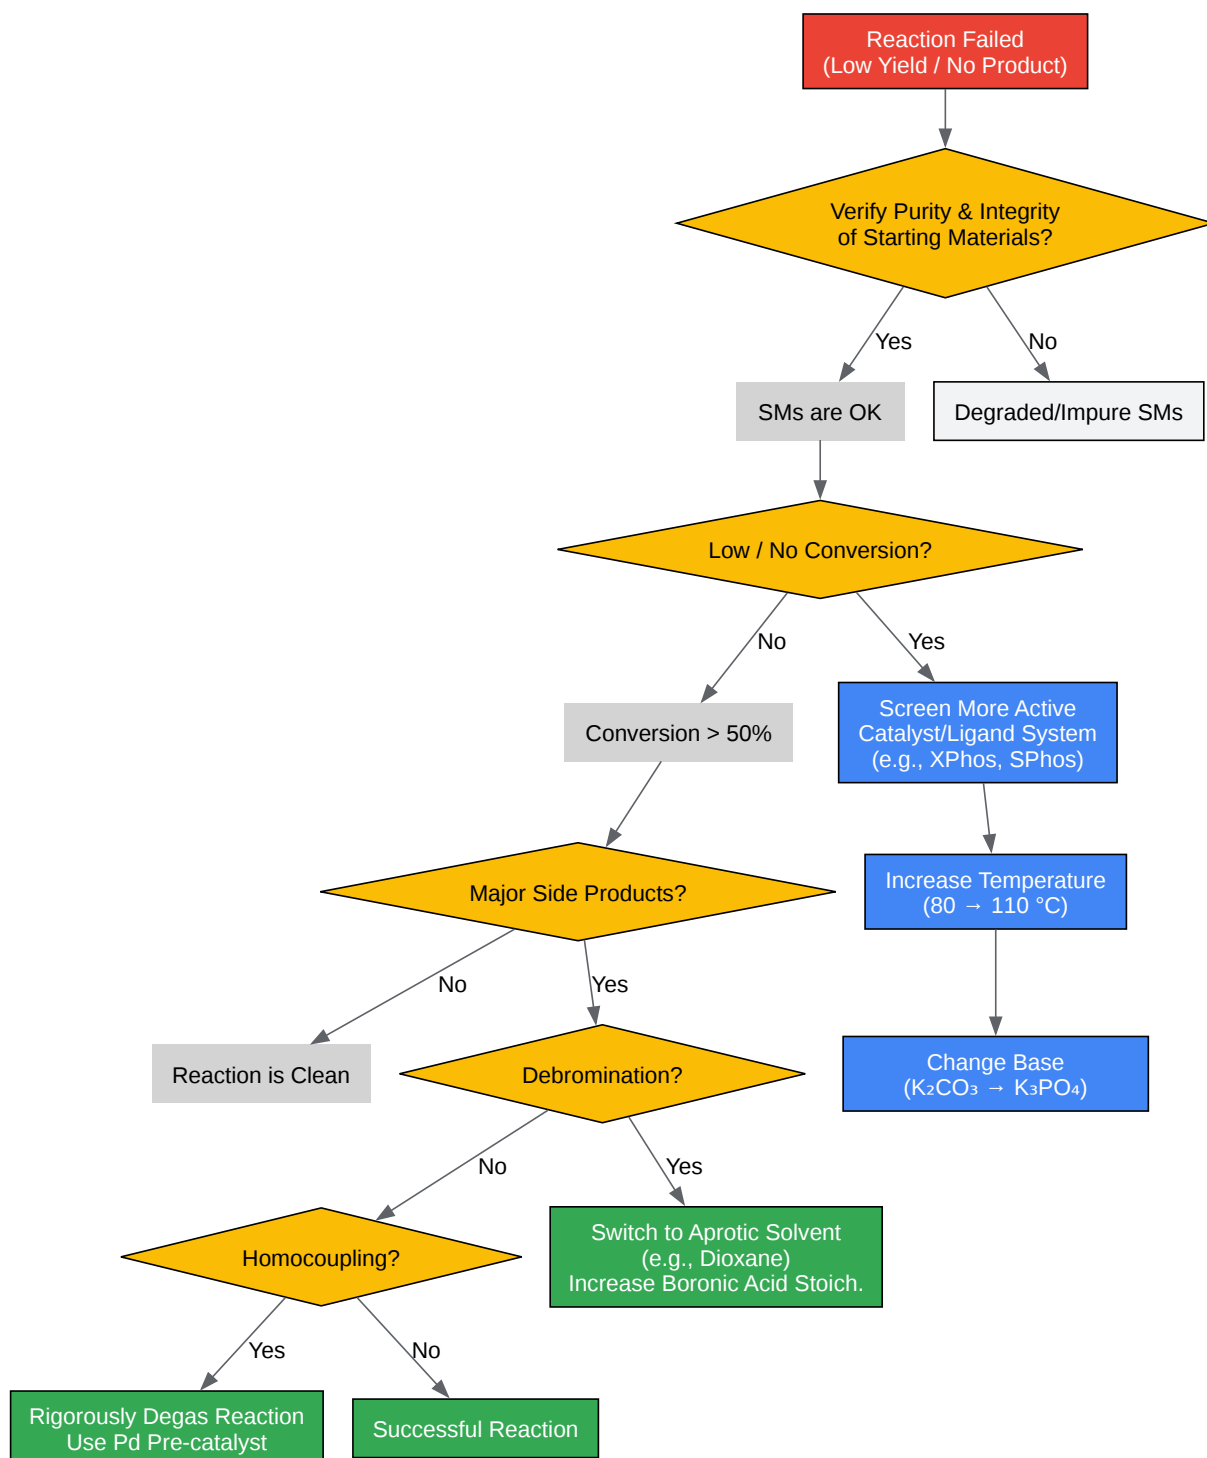 Reaction Failed
(Low Yield / No Product)
Verify Purity & Integrity
of Starting Materials?
Yes
No
SMs are OK
Degraded/Impure SMs
Low / No Conversion?
No
Yes
Conversion > 50%
Screen More Active
Catalyst/Ligand System
(e.g., XPhos, SPhos)
Major Side Products?
Increase Temperature
(80 → 110 °C)
No
Yes
Reaction is Clean
Debromination?
Change Base
(K₂CO₃ → K₃PO₄)
No
Yes
Homocoupling?
Switch to Aprotic Solvent
(e.g., Dioxane)
Increase Boronic Acid Stoich.
Yes
No
Rigorously Degas Reaction
Use Pd Pre-catalyst
Successful Reaction